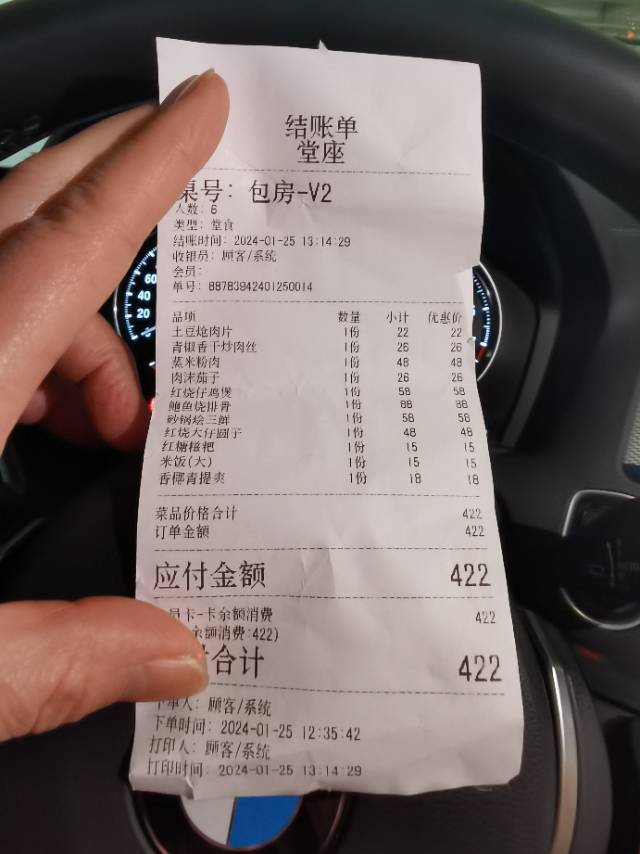 结账单
堂座
桌号: 包房-V2
人数: 6
类型: 堂食
结账时间: 2024-01-25 13:14:29
收银员: 顾客/系统
会员:
单号: 88783942401250014
品项 数量 小计 优惠价
土豆炝肉片 1份 22 22
青椒香干炒肉丝 1份 26 26
蒸米粉肉 1份 48 48
肉沫茄子 1份 26 26
红烧仔鸡煲 1份 58 58
鲍鱼烧排骨 1份 88 88
砂锅烩三鲜 1份 58 58
红烧大仔圆子 1份 48 48
红糖糍粑 1份 15 15
米饭(大) 1份 15 15
香椰青提爽 1份 18 18
菜品价格合计 422
订单金额 422
应付金额 422
员卡-卡余额消费 422
余额消费:422)
合计 422
下单人: 顾客/系统
下单时间: 2024-01-25 12:35:42
打印人: 顾客/系统
打印时间: 2024-01-25 13:14:29
60
40
20